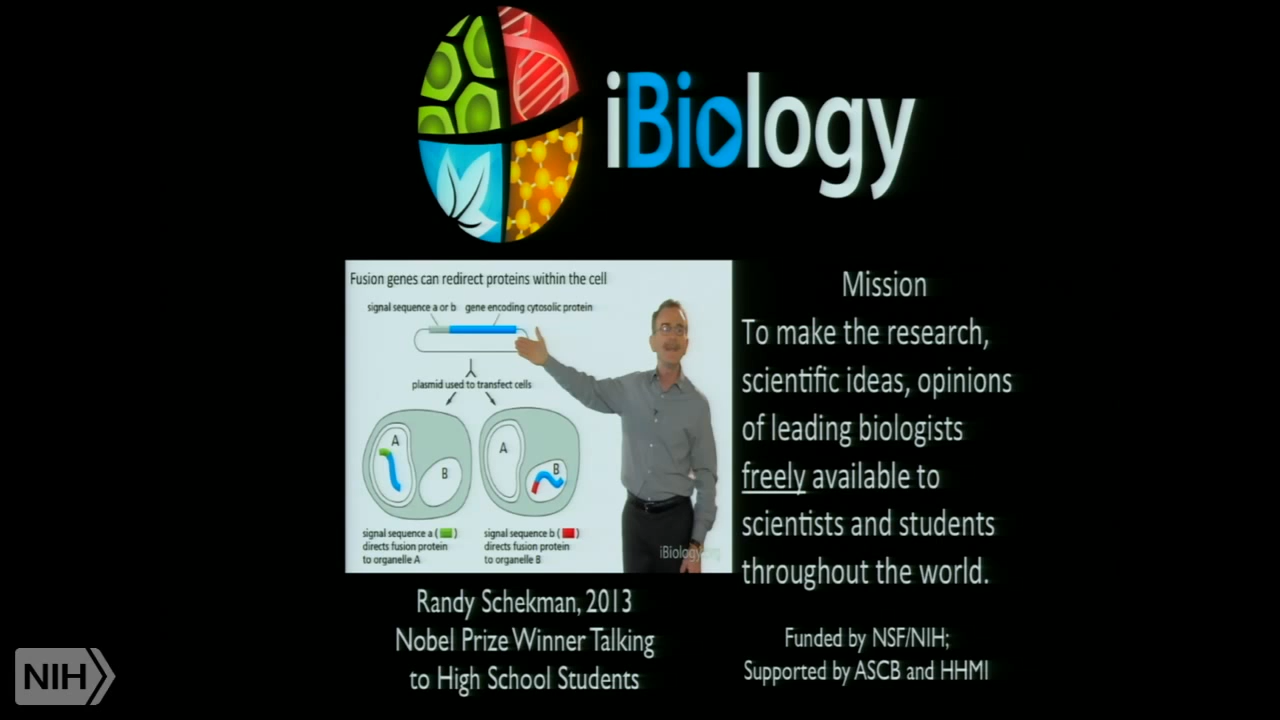 iBiology
Fusion genes can redirect proteins within the cell
signal sequence a or b gene encoding cytosolic protein
plasmid used to transfect cells
A
B
A
B
signal sequence a ( )
directs fusion protein
to organelle A
signal sequence b ( )
directs fusion protein
to organelle B
iBiology.org
Randy Schekman, 2013
Nobel Prize Winner Talking
to High School Students
Mission
To make the research,
scientific ideas, opinions
of leading biologists
freely available to
scientists and students
throughout the world.
Funded by NSF/NIH;
Supported by ASCB and HHMI
NIH